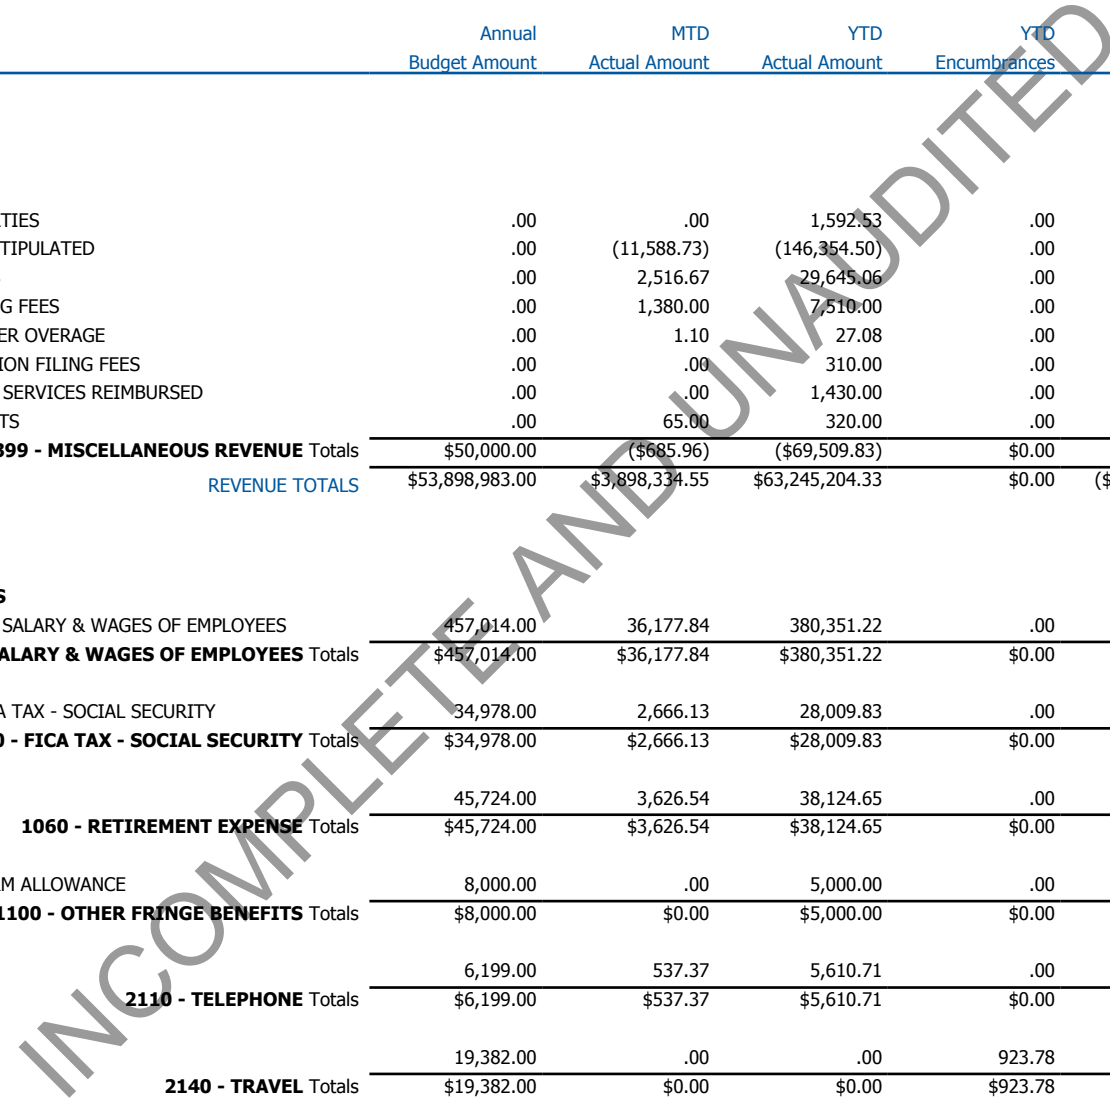 Annual MTD YTD YTD
Budget Amount Actual Amount Actual Amount Encumbrances
TIES .00 .00 1,592.53 .00
TIPULATED .00 (11,588.73) (146,354.50) .00
.00 2,516.67 29,645.06 .00
G FEES .00 1,380.00 7,510.00 .00
ER OVERAGE .00 1.10 27.08 .00
ION FILING FEES .00 .00 310.00 .00
SERVICES REIMBURSED .00 .00 1,430.00 .00
TS .00 65.00 320.00 .00
399 - MISCELLANEOUS REVENUE Totals $50,000.00 ($685.96) ($69,509.83) $0.00
REVENUE TOTALS $53,898,983.00 $3,898,334.55 $63,245,204.33 $0.00 ($
S
SALARY & WAGES OF EMPLOYEES 457,014.00 36,177.84 380,351.22 .00
ALARY & WAGES OF EMPLOYEES Totals $457,014.00 $36,177.84 $380,351.22 $0.00
A TAX - SOCIAL SECURITY 34,978.00 2,666.13 28,009.83 .00
0 - FICA TAX - SOCIAL SECURITY Totals $34,978.00 $2,666.13 $28,009.83 $0.00
45,724.00 3,626.54 38,124.65 .00
1060 - RETIREMENT EXPENSE Totals $45,724.00 $3,626.54 $38,124.65 $0.00
M ALLOWANCE 8,000.00 .00 5,000.00 .00
1100 - OTHER FRINGE BENEFITS Totals $8,000.00 $0.00 $5,000.00 $0.00
6,199.00 537.37 5,610.71 .00
2110 - TELEPHONE Totals $6,199.00 $537.37 $5,610.71 $0.00
19,382.00 .00 .00 923.78
2140 - TRAVEL Totals $19,382.00 $0.00 $0.00 $923.78
INCOMPLETE AND UNAUDITED